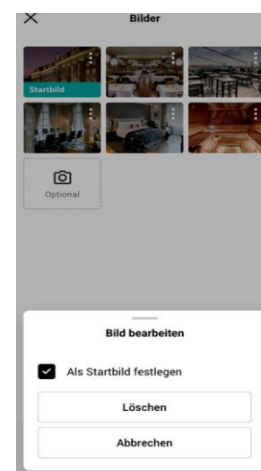 Bilder
Startbild
Optional
Bild bearbeiten
Als Startbild festlegen
Löschen
Abbrechen